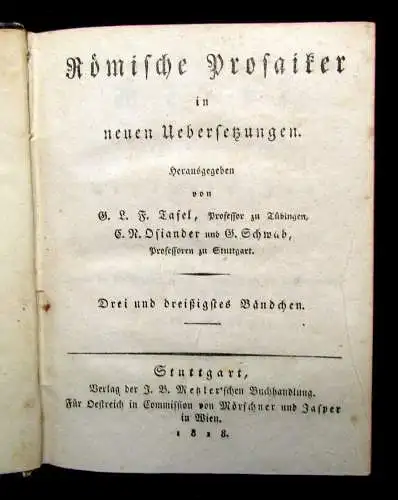 Römische Prosaiker
in
neuen Uebersetzungen.
Herausgegeben
von
G. L. F. Tafel, Professor zu Tübingen,
C. N. Osiander und G. Schwab,
Professoren zu Stuttgart.
Drei und dreißigstes Bändchen.
Stuttgart,
Verlag der J. B. Metzler'schen Buchhandlung.
Für Oestreich in Commission von Mörschner und Jasper
in Wien.
1828.